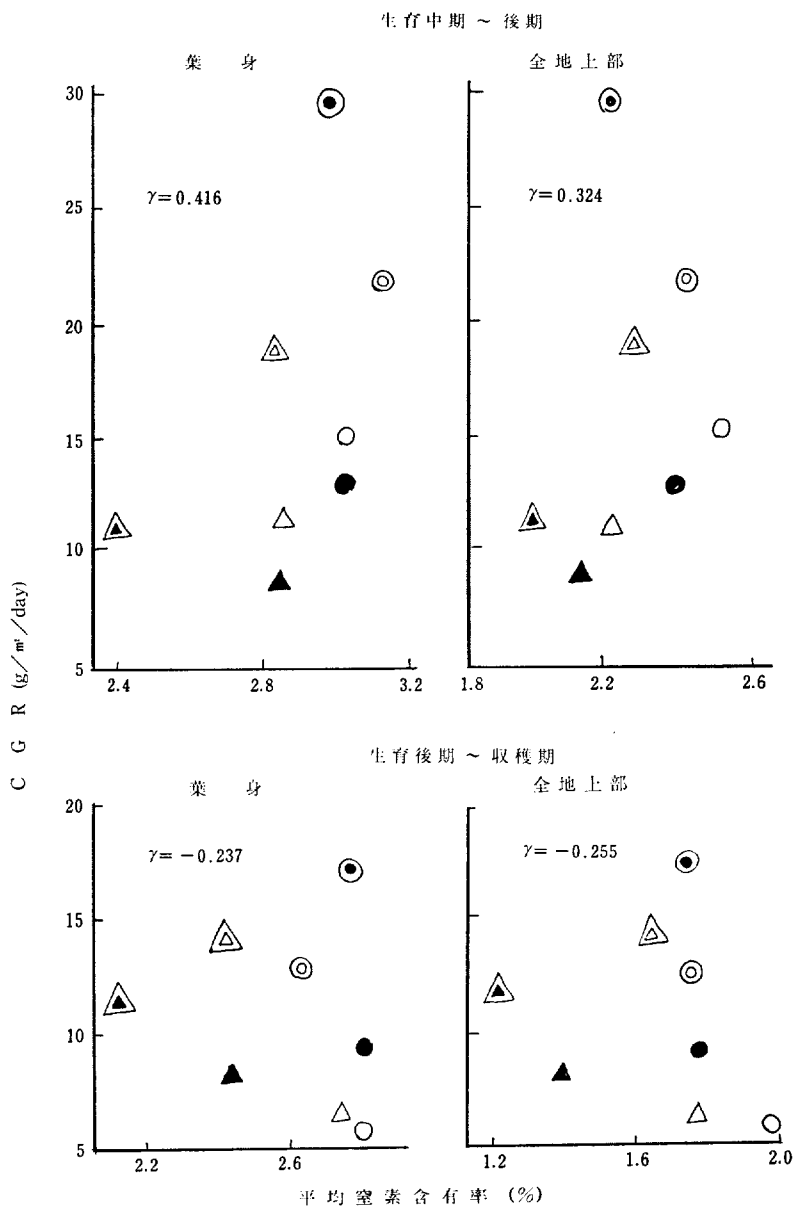 生育中期～後期
葉身
全地上部
30
25
20
15
10
5
γ=0.416
γ=0.324
2.4 2.8 3.2
1.8 2.2 2.6
CGR (g/㎡/day)
生育後期～収穫期
葉身
全地上部
20
15
10
5
γ=-0.237
γ=-0.255
2.2 2.6
1.2 1.6 2.0
平均窒素含有率 (%)